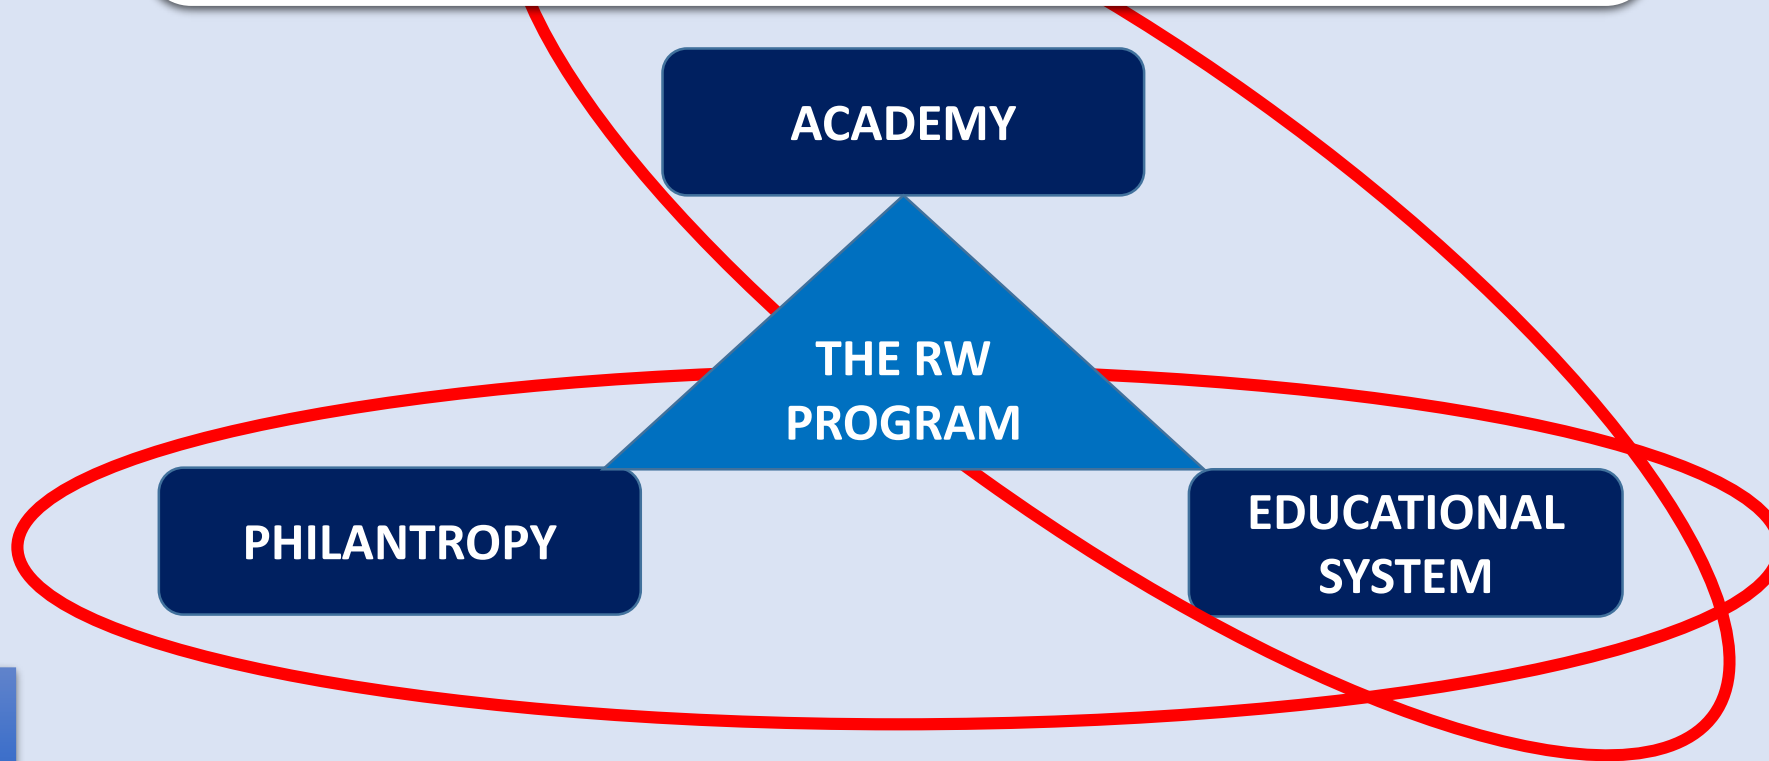 ACADEMY
THE RW
PROGRAM
PHILANTROPY
EDUCATIONAL
SYSTEM